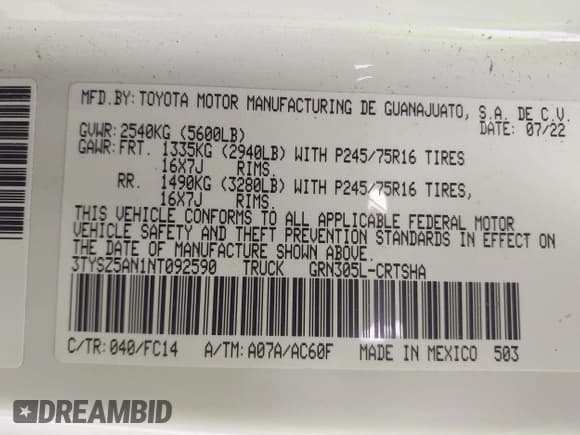 MFD.BY: TOYOTA MOTOR MANUFACTURING DE GUANAJUATO, S.A. DE C.V.
DATE: 07/22
GVWR: 2540KG (5600LB)
GAWR: FRT. 1335KG (2940LB) WITH P245/75R16 TIRES
16X7J RIMS.
RR. 1490KG (3280LB) WITH P245/75R16 TIRES,
16X7J RIMS.
THIS VEHICLE CONFORMS TO ALL APPLICABLE FEDERAL MOTOR
VEHICLE SAFETY AND THEFT PREVENTION STANDARDS IN EFFECT ON
THE DATE OF MANUFACTURE SHOWN ABOVE.
3TYSZ5AN1NT092590 TRUCK GRN305L-CRTSHA
C/TR: 040/FC14 A/TM: A07A/AC60F MADE IN MEXICO 503
DREAMBID